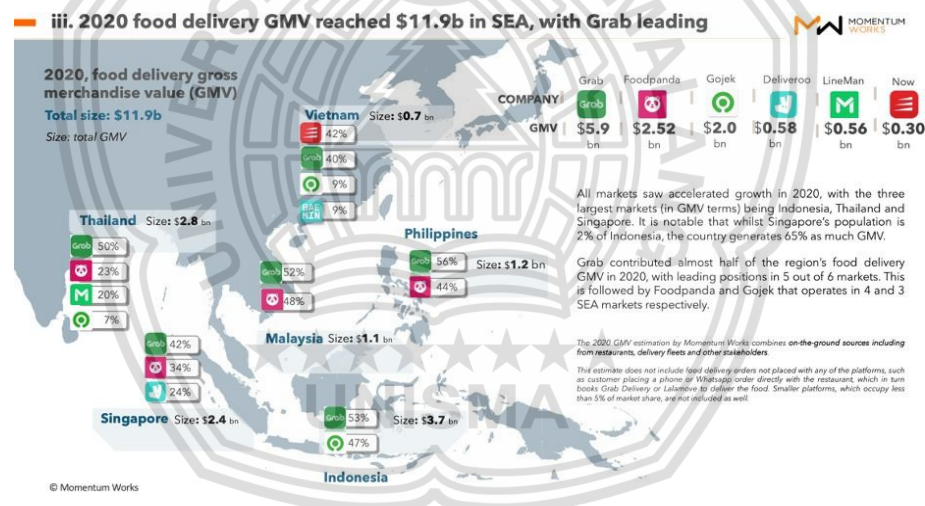 iii. 2020 food delivery GMV reached $11.9b in SEA, with Grab leading
MOMENTUM
WORKS
2020, food delivery gross
merchandise value (GMV)
Total size: $11.9b
Size: total GMV
COMPANY
Grab
Foodpanda
Gojek
Deliveroo
LineMan
Now
Grab
GMV
$5.9
bn
$2.52
bn
$2.0
bn
$0.58
bn
$0.56
bn
$0.30
bn
Vietnam Size: $0.7 bn
42%
Grab 40%
9%
BAE MIN 9%
Thailand Size: $2.8 bn
Grab 50%
23%
20%
7%
Philippines
Grab 56%
44%
Size: $1.2 bn
Grab 52%
48%
Malaysia Size: $1.1 bn
Grab 42%
34%
24%
Singapore Size: $2.4 bn
Grab 53%
47%
Size: $3.7 bn
Indonesia
All markets saw accelerated growth in 2020, with the three
largest markets (in GMV terms) being Indonesia, Thailand and
Singapore. It is notable that whilst Singapore's population is
2% of Indonesia, the country generates 65% as much GMV.
Grab contributed almost half of the region's food delivery
GMV in 2020, with leading positions in 5 out of 6 markets. This
is followed by Foodpanda and Gojek that operates in 4 and 3
SEA markets respectively.
The 2020 GMV estimation by Momentum Works combines on-the-ground sources including
from restaurants, delivery fleets and other stakeholders.
This estimate does not include food delivery orders not placed with any of the platforms, such
as customer placing a phone or Whatsapp order directly with the restaurant, which in turn
books Grab Delivery or Lalamove to deliver the food. Smaller platforms, which occupy less
than 5% of market share, are not included as well.
© Momentum Works
UNISMA